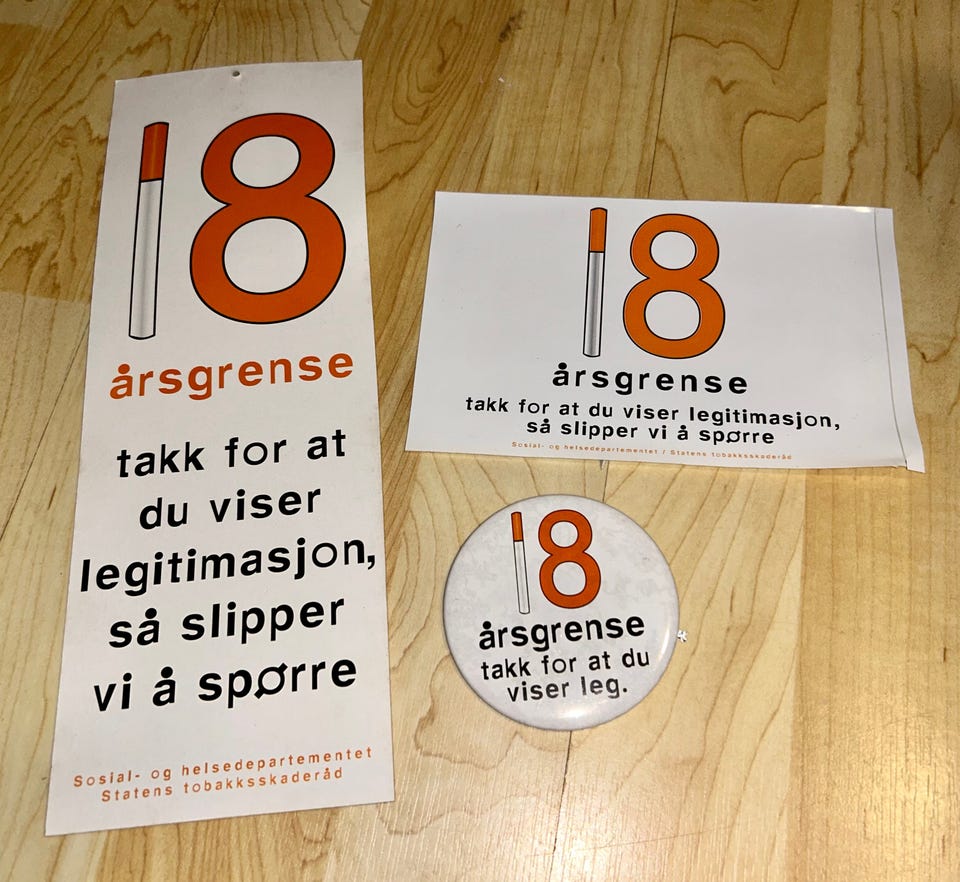 18
årsgrense
takk for at
du viser
legitimasjon,
så slipper
vi å spørre
Sosial- og helsedepartementet
Statens tobakksskaderåd
18
årsgrense
takk for at du viser legitimasjon,
så slipper vi å spørre
Sosial- og helsedepartementet / Statens tobakksskaderåd
18
årsgrense
takk for at du
viser leg.